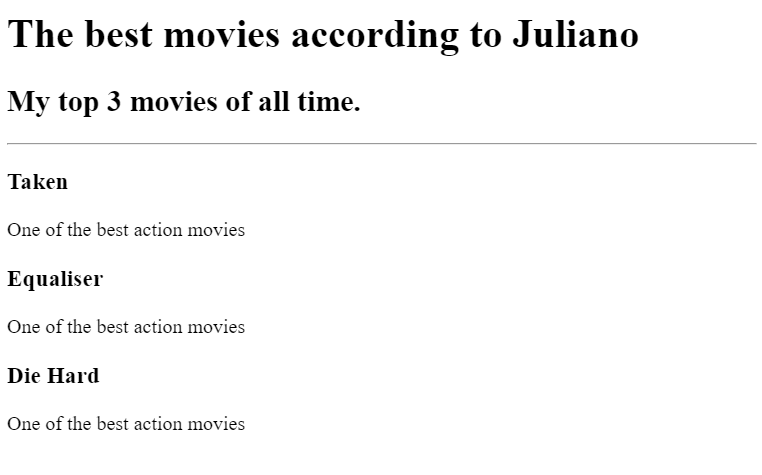 The best movies according to Juliano
My top 3 movies of all time.
Taken
One of the best action movies
Equaliser
One of the best action movies
Die Hard
One of the best action movies